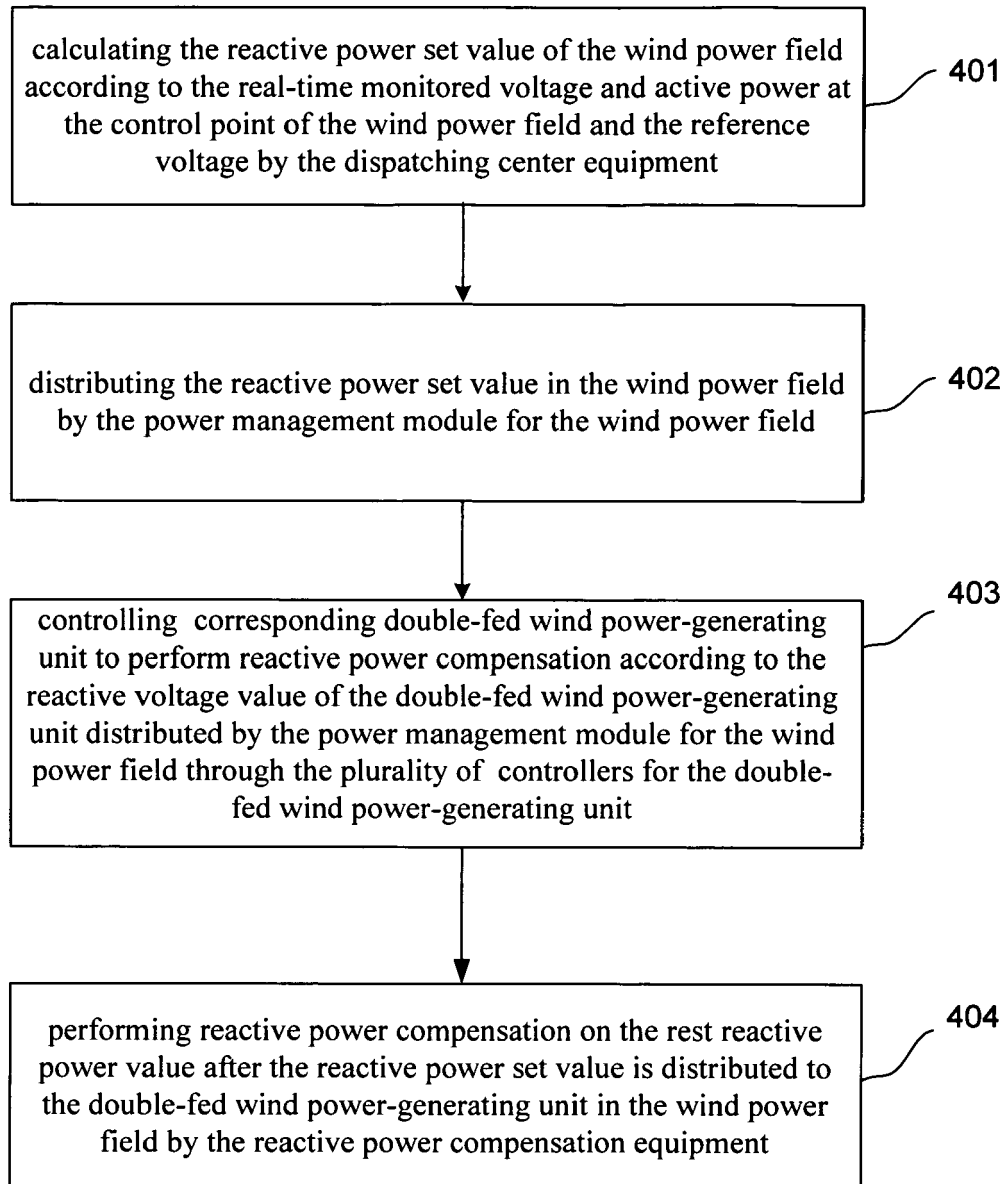 calculating the reactive power set value of the wind power field
according to the real-time monitored voltage and active power at
the control point of the wind power field and the reference
voltage by the dispatching center equipment
401
distributing the reactive power set value in the wind power field
by the power management module for the wind power field
402
controlling corresponding double-fed wind power-generating
unit to perform reactive power compensation according to the
reactive voltage value of the double-fed wind power-generating
unit distributed by the power management module for the wind
power field through the plurality of controllers for the double-
fed wind power-generating unit
403
performing reactive power compensation on the rest reactive
power value after the reactive power set value is distributed to
the double-fed wind power-generating unit in the wind power
field by the reactive power compensation equipment
404